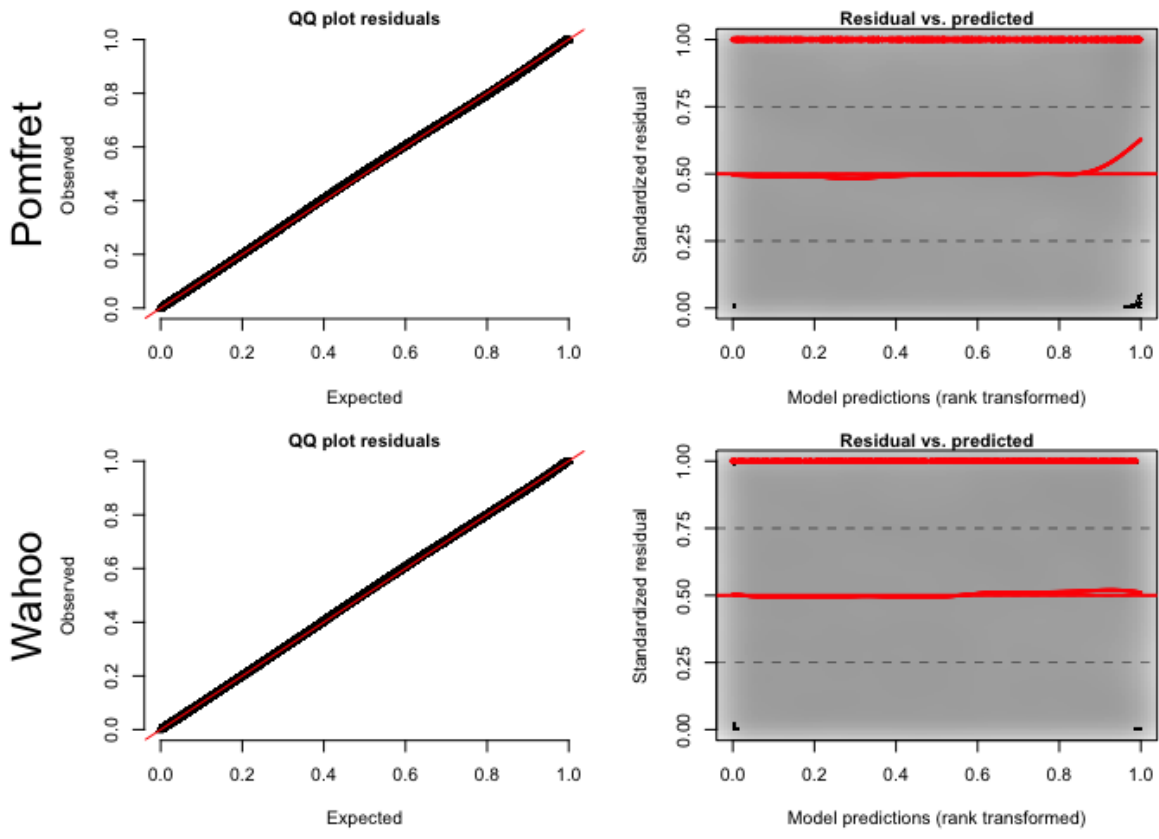 Pomfret
QQ plot residuals
Observed
1.0
0.8
0.6
0.4
0.2
0.0
0.0 0.2 0.4 0.6 0.8 1.0
Expected
Residual vs. predicted
Standardized residual
1.00
0.75
0.50
0.25
0.00
0.0 0.2 0.4 0.6 0.8 1.0
Model predictions (rank transformed)
Wahoo
QQ plot residuals
Observed
1.0
0.8
0.6
0.4
0.2
0.0
0.0 0.2 0.4 0.6 0.8 1.0
Expected
Residual vs. predicted
Standardized residual
1.00
0.75
0.50
0.25
0.00
0.0 0.2 0.4 0.6 0.8 1.0
Model predictions (rank transformed)